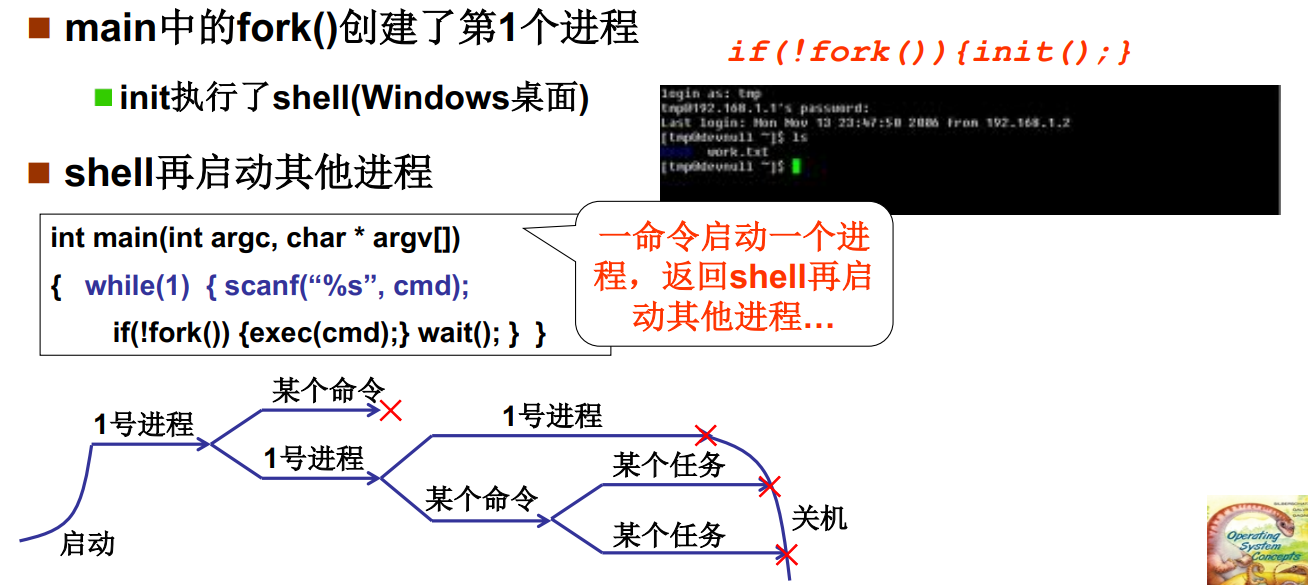 main中的fork()创建了第1个进程
if(!fork()){init();}
init执行了shell(Windows桌面)
login as: tmp
tmp@192.168.1.1's password:
Last login: Mon Nov 13 23:47:50 2006 from 192.168.1.2
[tmp@devnull ~]$ ls
work.txt
[tmp@devnull ~]$
shell再启动其他进程
int main(int argc, char * argv[])
{ while(1) { scanf(“%s”, cmd);
if(!fork()) {exec(cmd);} wait(); } }
一命令启动一个进
程，返回shell再启
动其他进程…
某个命令
1号进程
1号进程
1号进程
某个任务
某个命令
某个任务
启动
关机
Operating
System
Concepts